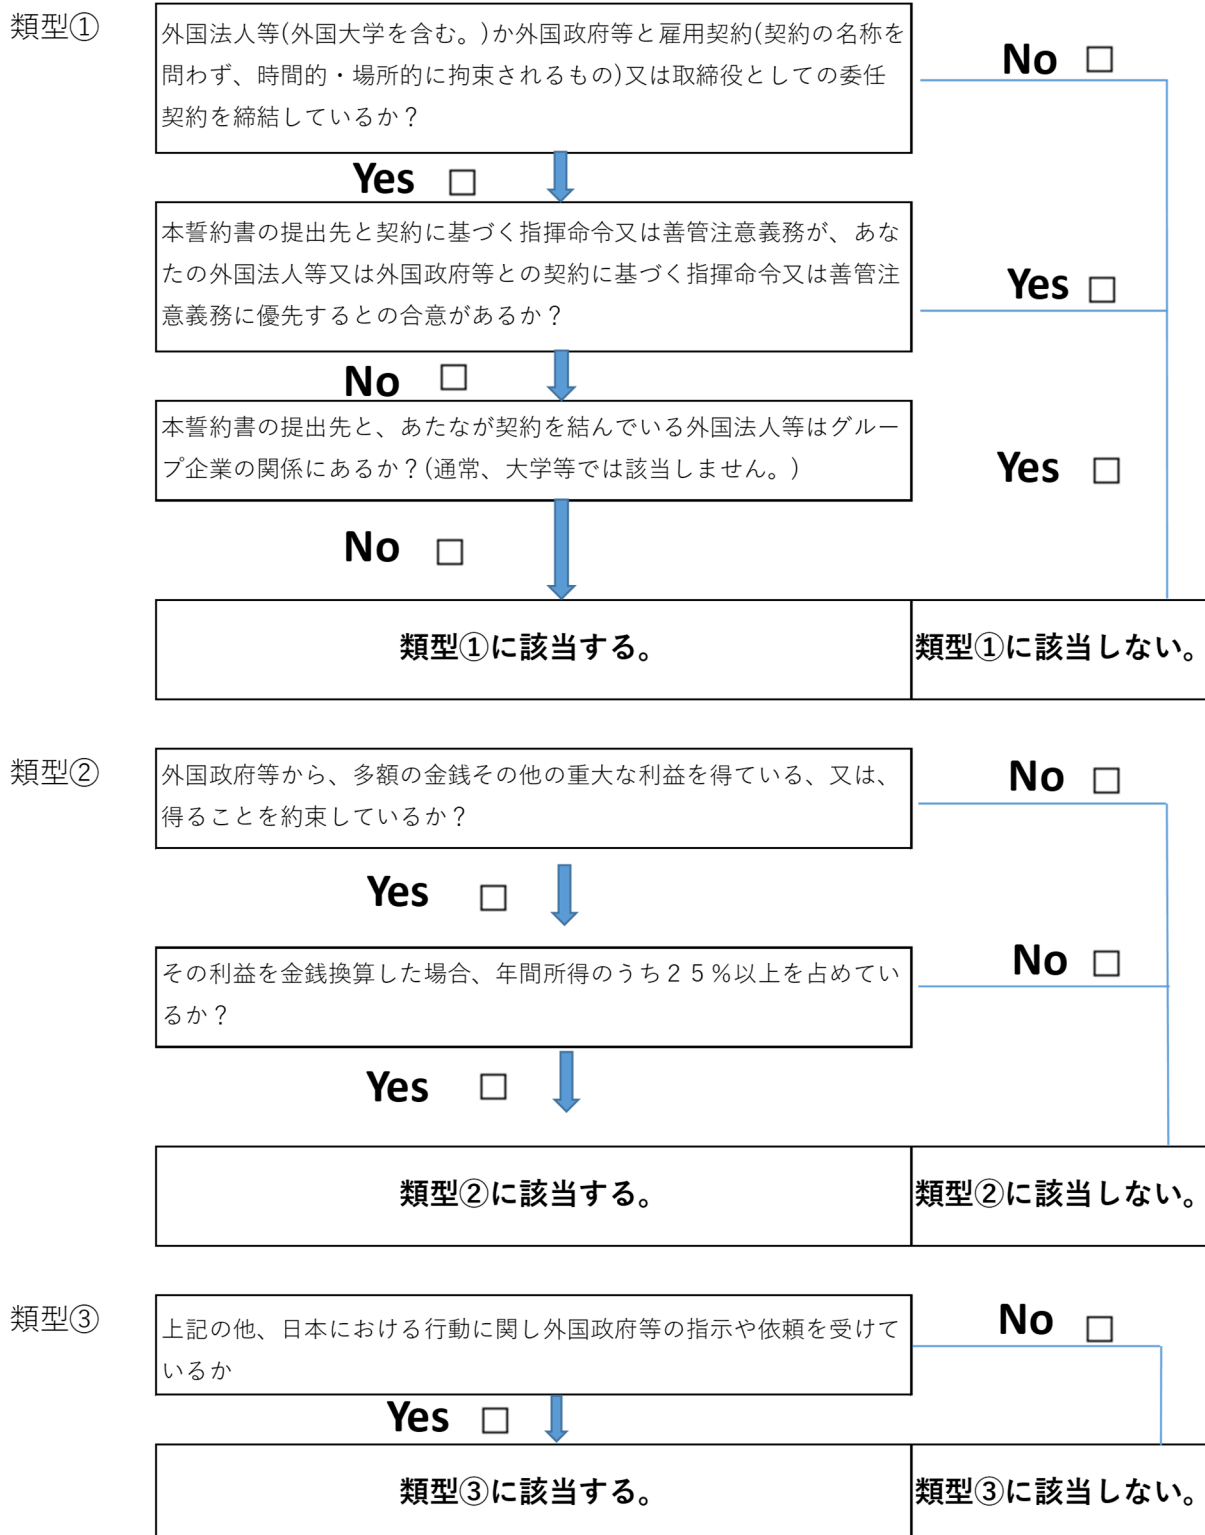 類型①
外国法人等(外国大学を含む。)か外国政府等と雇用契約(契約の名称を
問わず、時間的・場所的に拘束されるもの)又は取締役としての委任
契約を締結しているか？
No □
Yes □
本誓約書の提出先と契約に基づく指揮命令又は善管注意義務が、あな
たの外国法人等又は外国政府等との契約に基づく指揮命令又は善管注
意義務に優先するとの合意があるか？
Yes □
No □
本誓約書の提出先と、あたなが契約を結んでいる外国法人等はグルー
プ企業の関係にあるか？(通常、大学等では該当しません。)
Yes □
No □
類型①に該当する。
類型①に該当しない。
類型②
外国政府等から、多額の金銭その他の重大な利益を得ている、又は、
得ることを約束しているか？
No □
Yes □
その利益を金銭換算した場合、年間所得のうち２５％以上を占めてい
るか？
No □
Yes □
類型②に該当する。
類型②に該当しない。
類型③
上記の他、日本における行動に関し外国政府等の指示や依頼を受けて
いるか
No □
Yes □
類型③に該当する。
類型③に該当しない。